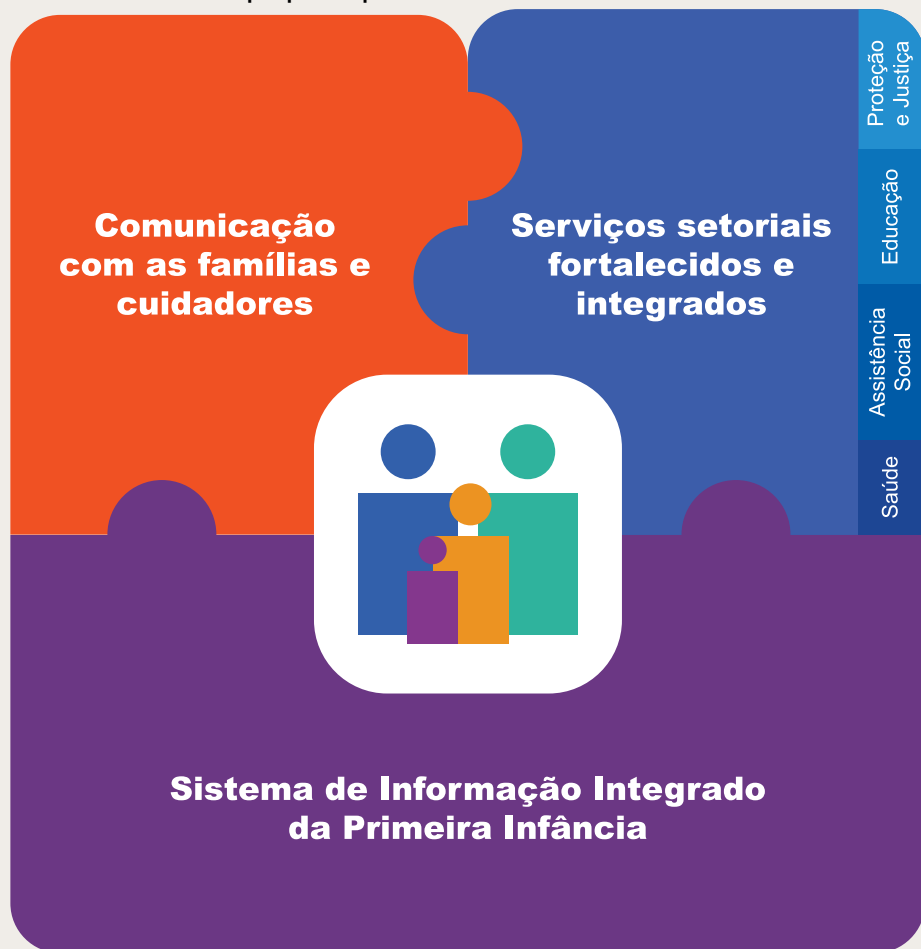 Comunicação
com as famílias e
cuidadores
Serviços setoriais
fortalecidos e
integrados
Proteção
e Justiça
Educação
Assistência
Social
Saúde
Sistema de Informação Integrado
da Primeira Infância